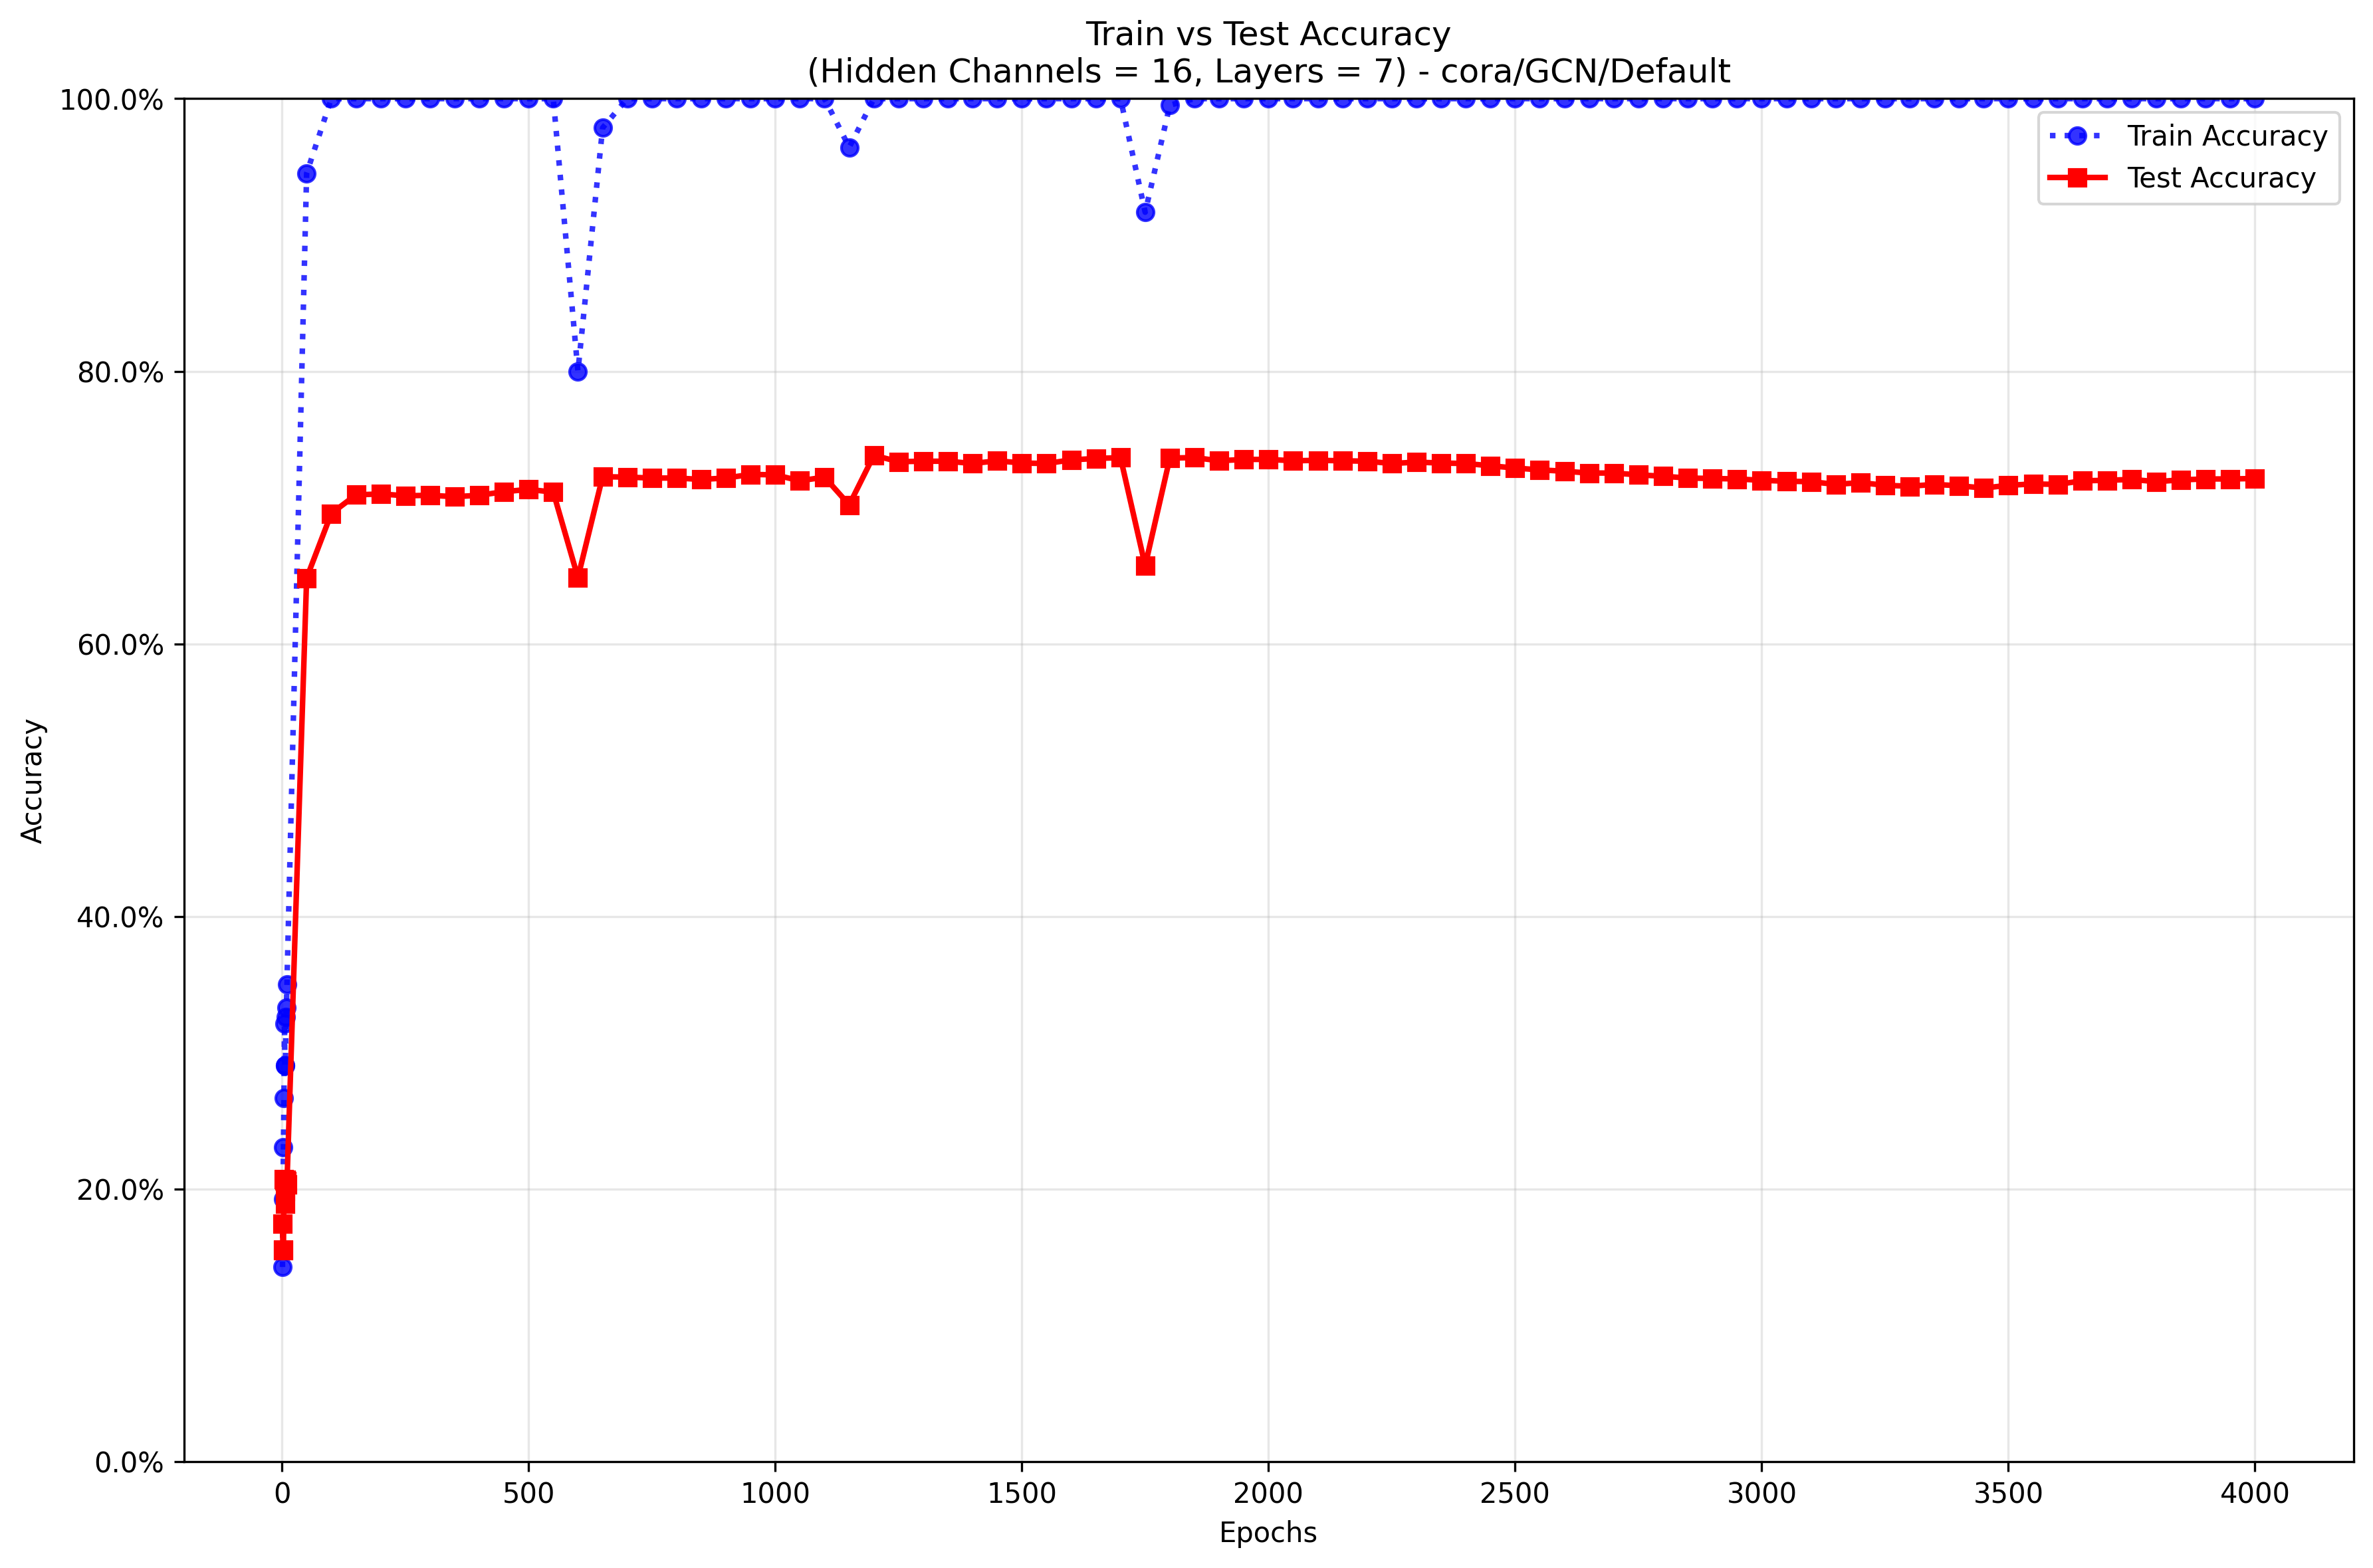 Train vs Test Accuracy
(Hidden Channels = 16, Layers = 7) - cora/GCN/Default
100.0%
80.0%
60.0%
40.0%
20.0%
0.0%
Accuracy
Train Accuracy
Test Accuracy
0 500 1000 1500 2000 2500 3000 3500 4000
Epochs